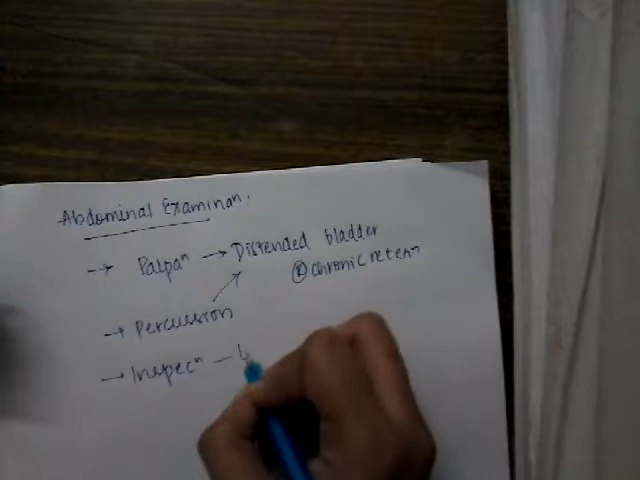 Abdominal Examinan.
→ Palpaⁿ → Distended bladder
Ⓡ chronic retenⁿ
→ Percussion
→ Inspecⁿ —